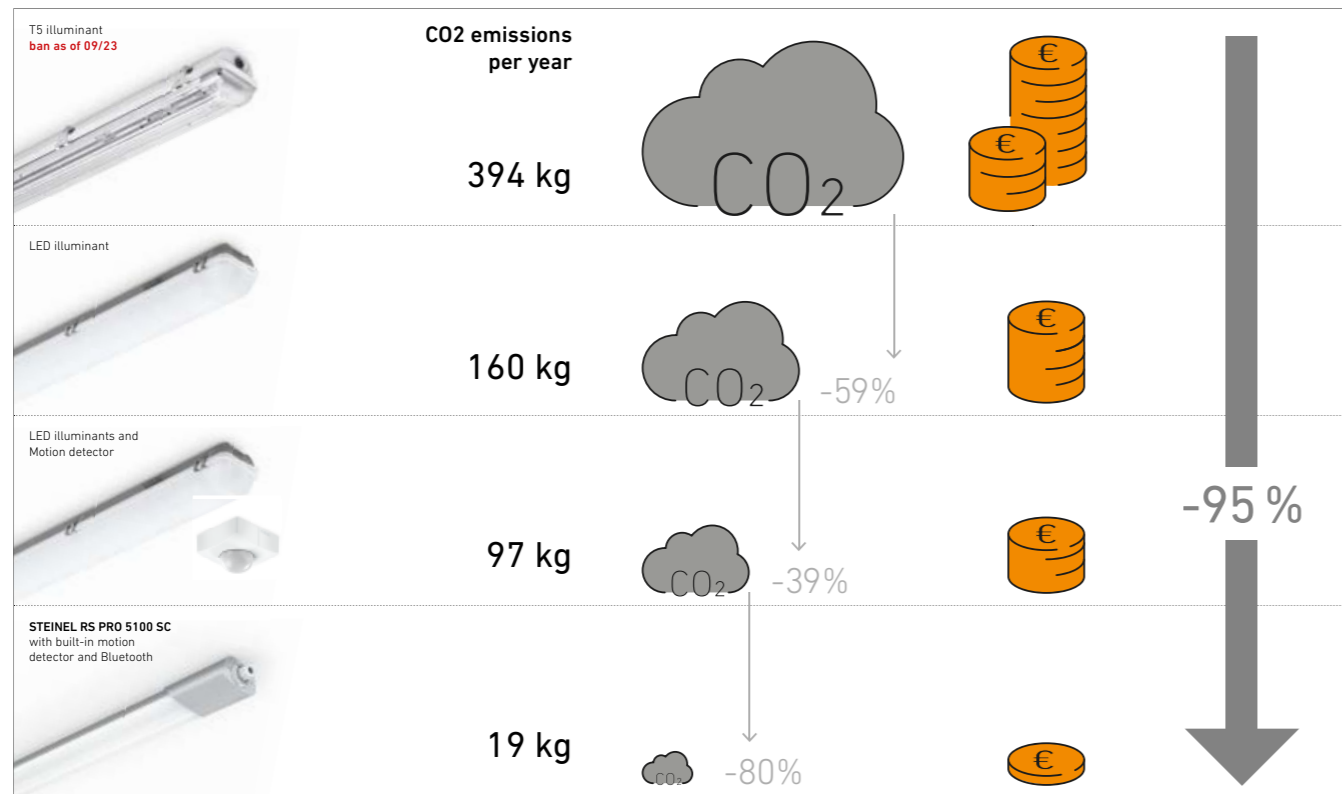 T5 illuminant
ban as of 09/23
CO2 emissions
per year
394 kg
CO2
€
€
LED illuminant
160 kg
CO2
-59%
€
LED illuminants and
Motion detector
97 kg
CO2
-39%
€
-95 %
STEINEL RS PRO 5100 SC
with built-in motion
detector and Bluetooth
19 kg
CO2
-80%
€